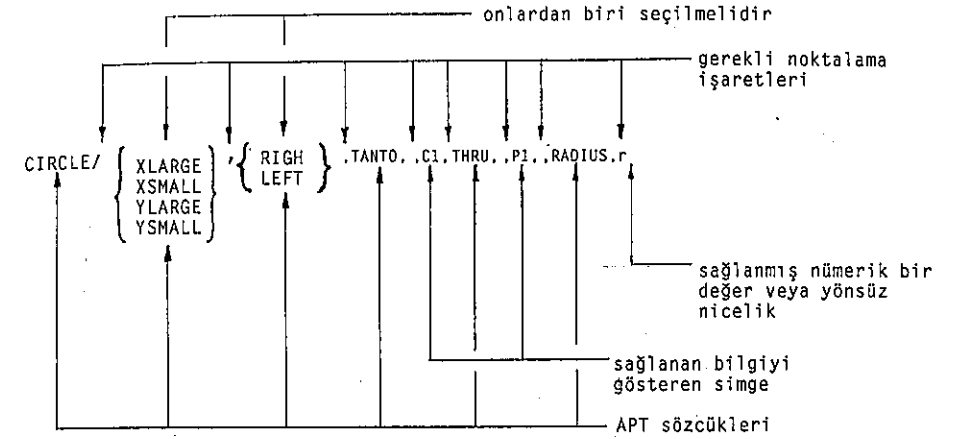 onlardan biri seçilmelidir
gerekli noktalama
işaretleri
CIRCLE/ { XLARGE XSMALL YLARGE YSMALL } , { RIGH LEFT } ,TANTO,,C1,THRU,,P1,,RADIUS,r
sağlanmış nümerik bir
değer veya yönsüz
nicelik
sağlanan bilgiyi
gösteren simge
APT sözcükleri